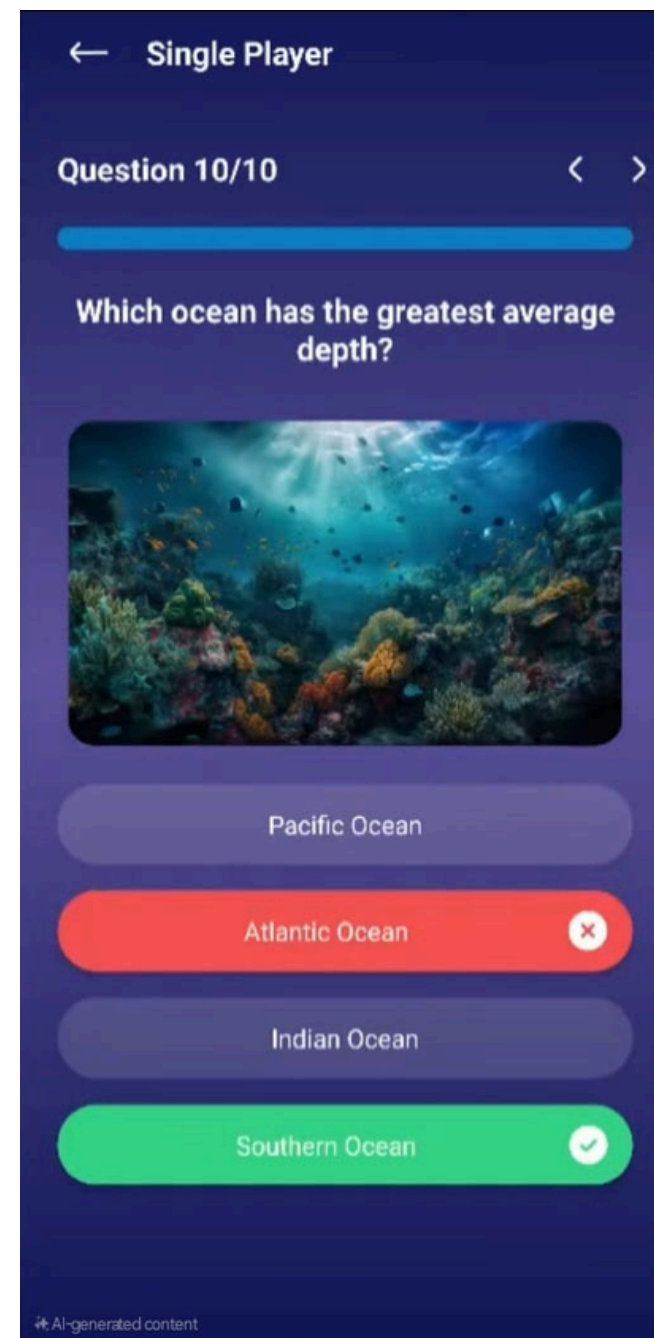 Single Player
Question 10/10
Which ocean has the greatest average
depth?
Pacific Ocean
Atlantic Ocean
Indian Ocean
Southern Ocean
AI-generated content